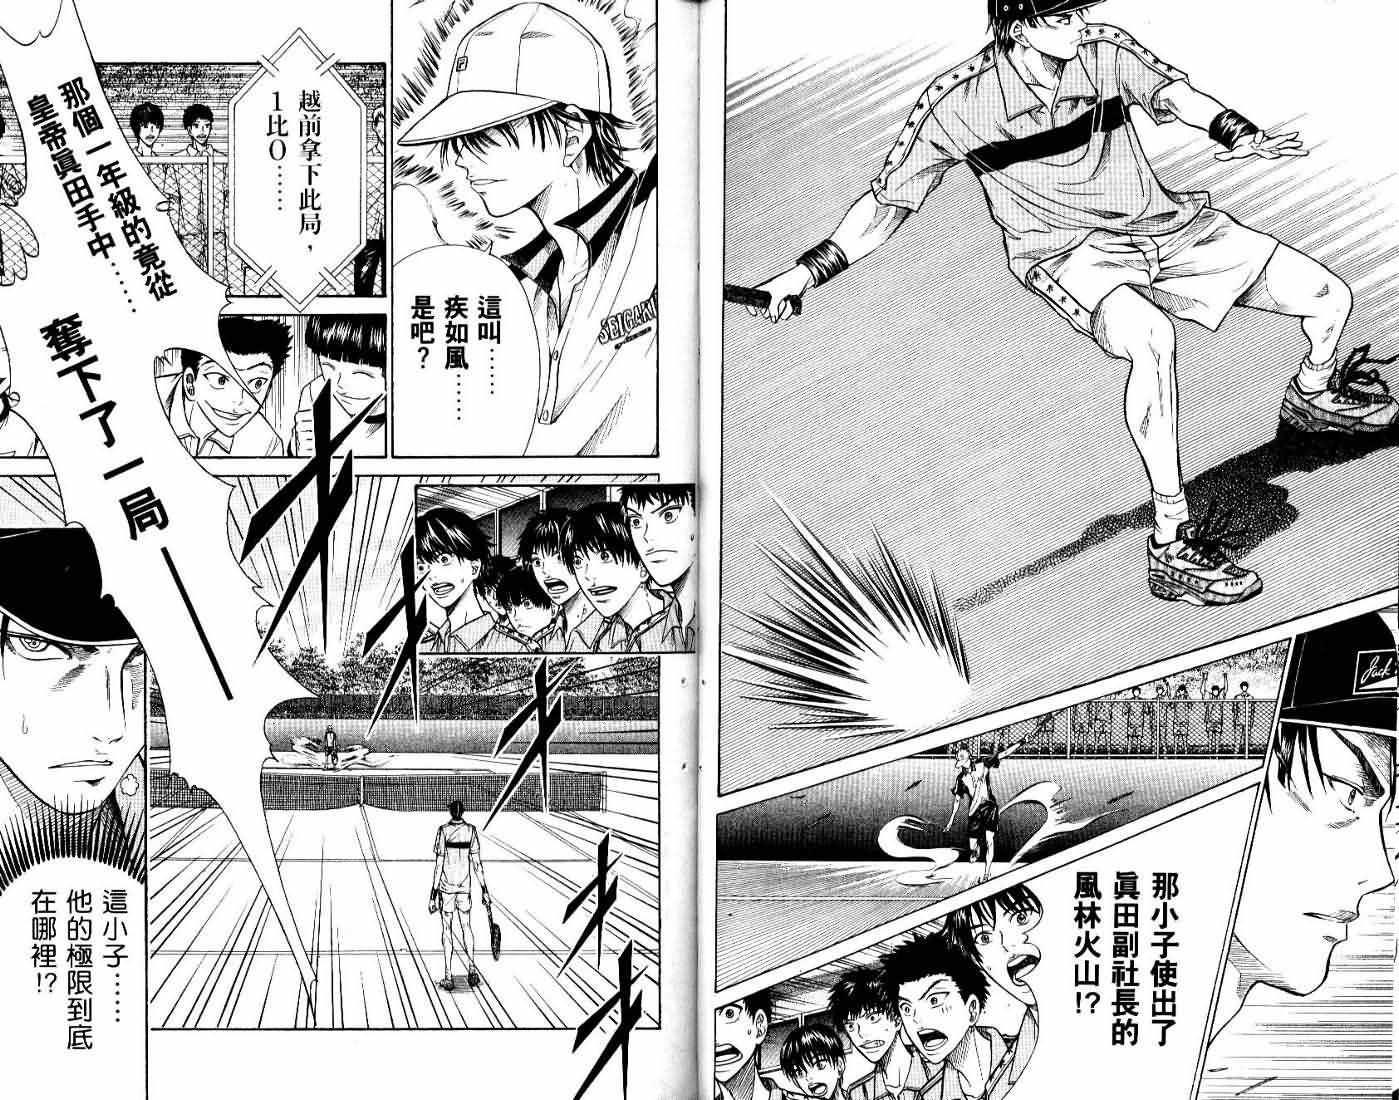 Jack
那小子使出了
眞田副社長的
風林火山!?
SEIGAKU
這叫……
疾如風……
是吧？
越前拿下此局，
1比0……
那個一年級的竟從
皇帝眞田手中……
奪下了一局——
這小子……
他的極限到底
在哪裡!?